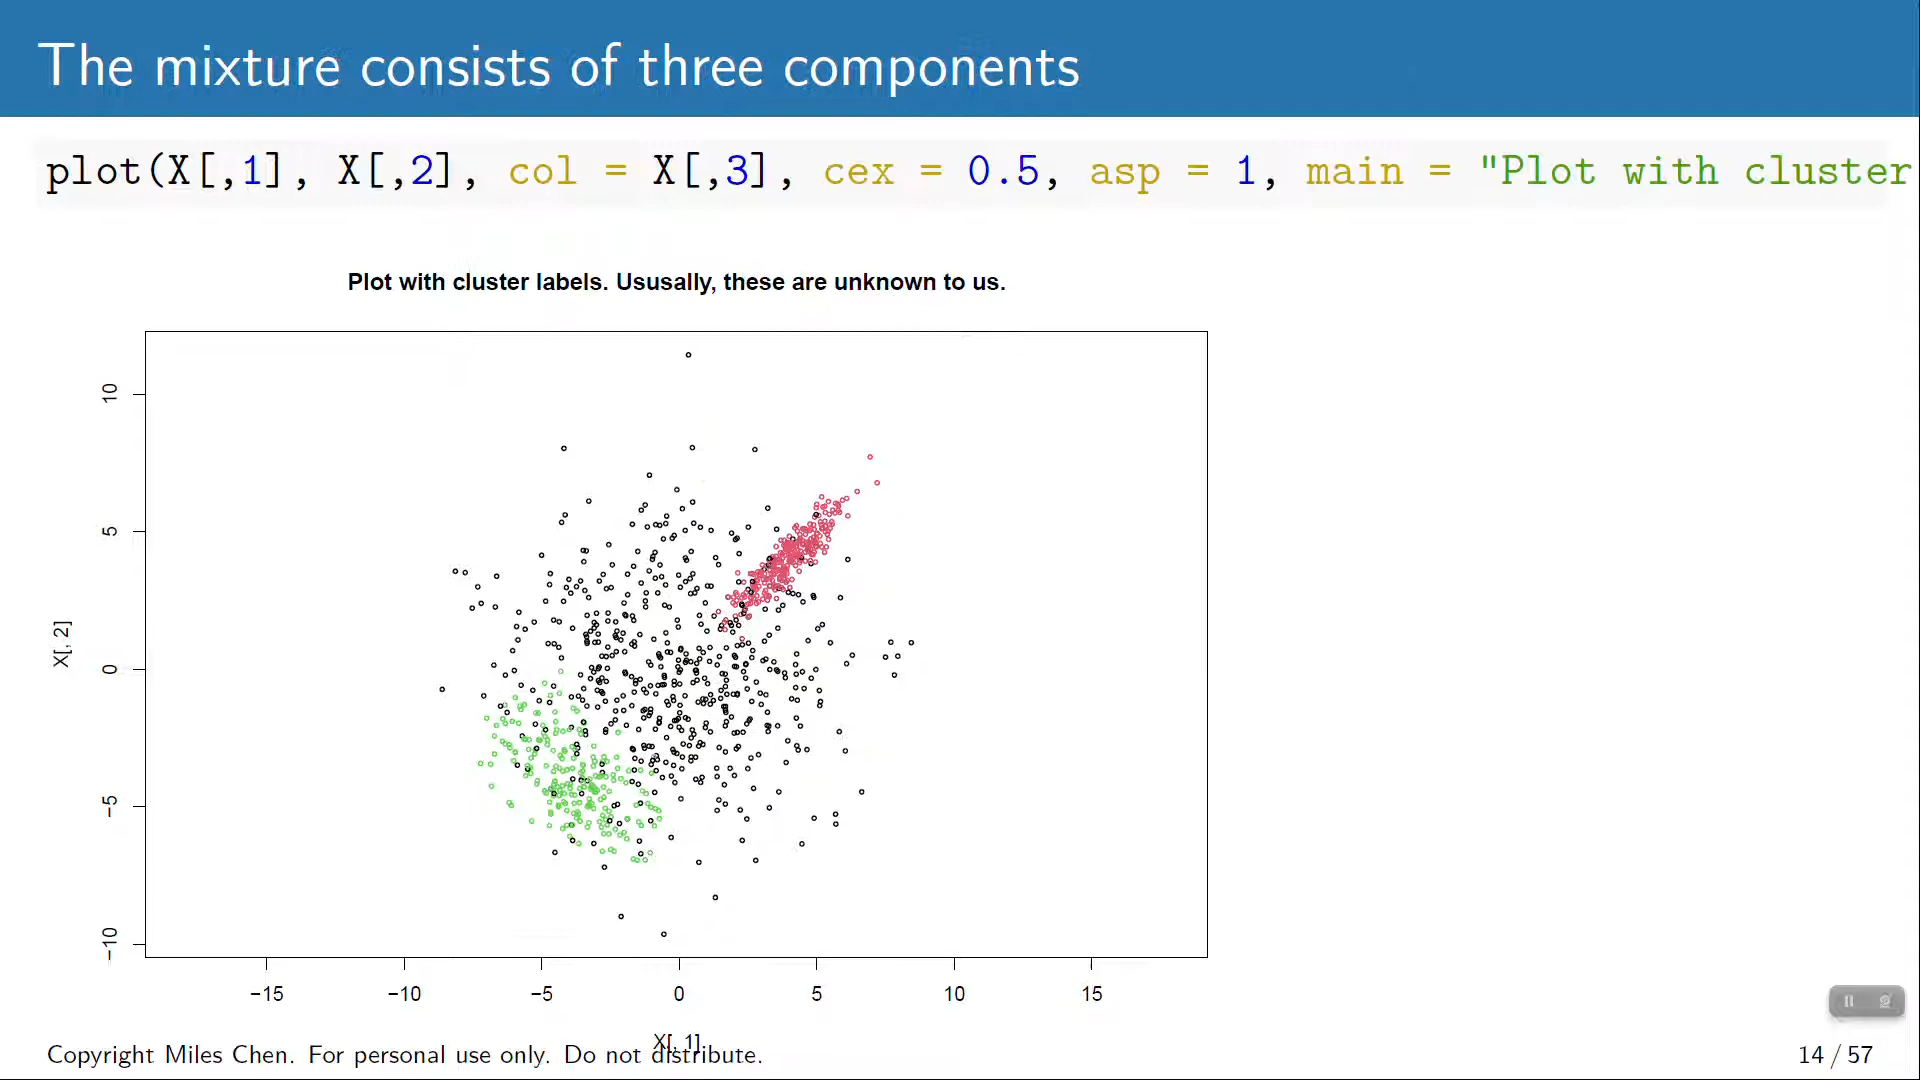 The mixture consists of three components
plot(X[,1], X[,2], col = X[,3], cex = 0.5, asp = 1, main = "Plot with cluster
Plot with cluster labels. Ususally, these are unknown to us.
10
5
0
−5
−10
X[, 2]
−15 −10 −5 0 5 10 15
X[, 1]
Copyright Miles Chen. For personal use only. Do not distribute.
14 / 57